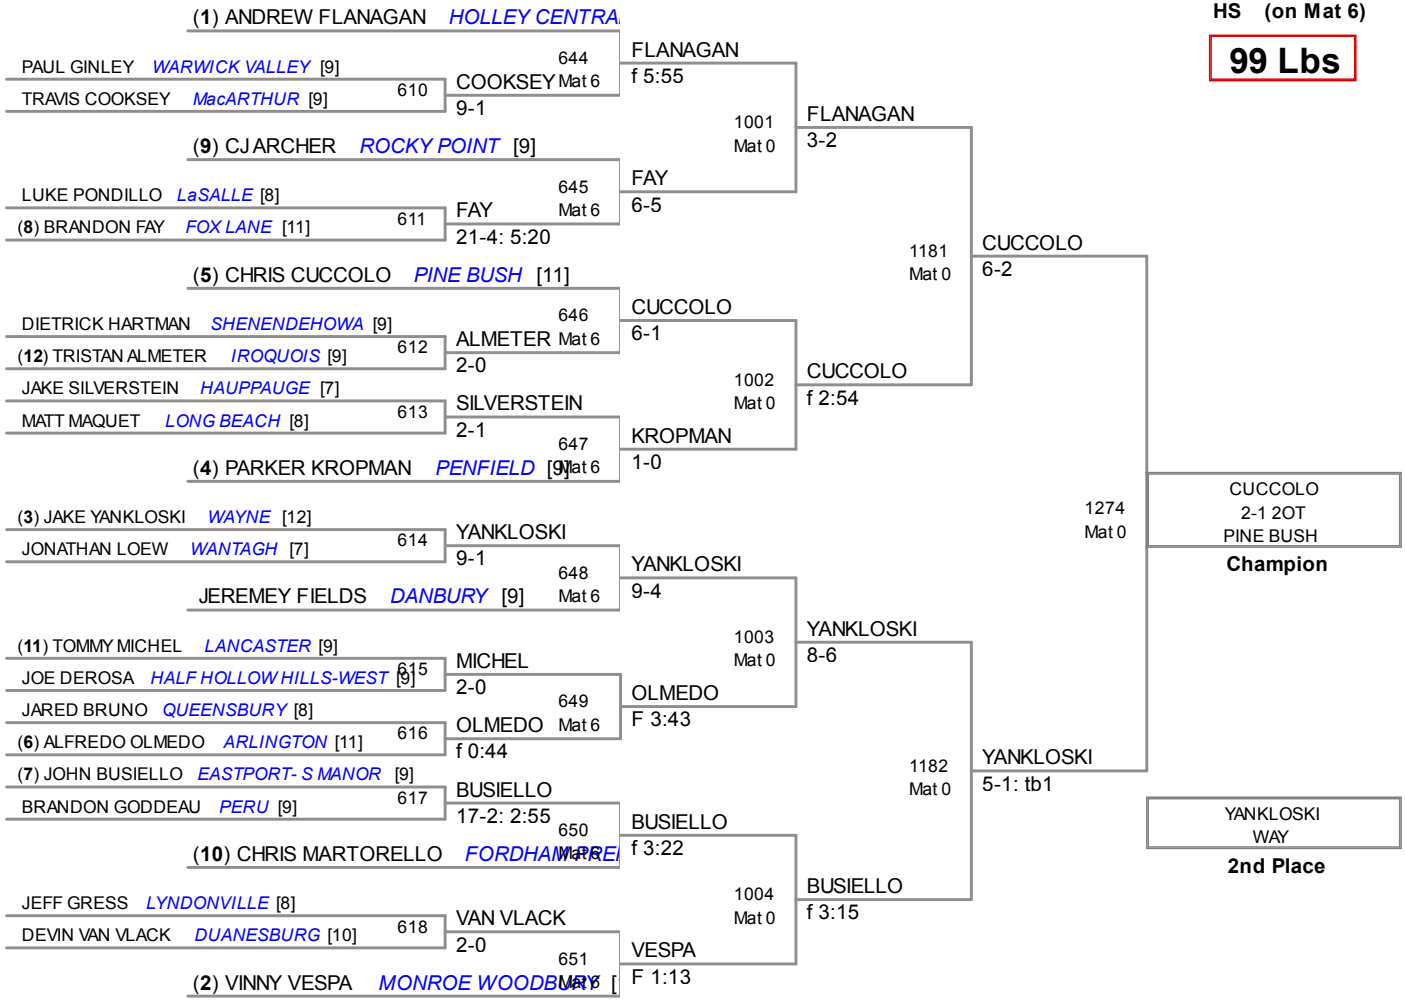 HS (on Mat 6)
99 Lbs
(1) ANDREW FLANAGAN HOLLEY CENTRA
PAUL GINLEY WARWICK VALLEY [9]
TRAVIS COOKSEY MacARTHUR [9]
610
COOKSEY
9-1
644
Mat 6
FLANAGAN
f 5:55
(9) CJ ARCHER ROCKY POINT [9]
LUKE PONDILLO LaSALLE [8]
(8) BRANDON FAY FOX LANE [11]
611
FAY
21-4: 5:20
645
Mat 6
FAY
6-5
1001
Mat 0
FLANAGAN
3-2
(5) CHRIS CUCCOLO PINE BUSH [11]
DIETRICK HARTMAN SHENENDEHOWA [9]
(12) TRISTAN ALMETER IROQUOIS [9]
612
ALMETER
2-0
646
Mat 6
CUCCOLO
6-1
JAKE SILVERSTEIN HAUPPAUGE [7]
MATT MAQUET LONG BEACH [8]
613
SILVERSTEIN
2-1
(4) PARKER KROPMAN PENFIELD [9]
647
Mat 6
KROPMAN
1-0
1002
Mat 0
CUCCOLO
f 2:54
1181
Mat 0
CUCCOLO
6-2
(3) JAKE YANKLOSKI WAYNE [12]
JONATHAN LOEW WANTAGH [7]
614
YANKLOSKI
9-1
JEREMEY FIELDS DANBURY [9]
648
Mat 6
YANKLOSKI
9-4
(11) TOMMY MICHEL LANCASTER [9]
JOE DEROSA HALF HOLLOW HILLS-WEST [9]
615
MICHEL
2-0
JARED BRUNO QUEENSBURY [8]
(6) ALFREDO OLMEDO ARLINGTON [11]
616
OLMEDO
f 0:44
649
Mat 6
OLMEDO
F 3:43
1003
Mat 0
YANKLOSKI
8-6
(7) JOHN BUSIELLO EASTPORT- S MANOR [9]
BRANDON GODDEAU PERU [9]
617
BUSIELLO
17-2: 2:55
(10) CHRIS MARTORELLO FORDHAM PREI
650
Mat 6
BUSIELLO
f 3:22
JEFF GRESS LYNDONVILLE [8]
DEVIN VAN VLACK DUANESBURG [10]
618
VAN VLACK
2-0
(2) VINNY VESPA MONROE WOODBURY [
651
Mat 6
VESPA
F 1:13
1004
Mat 0
BUSIELLO
f 3:15
1182
Mat 0
YANKLOSKI
5-1: tb1
1274
Mat 0
CUCCOLO
2-1 2OT
PINE BUSH
Champion
YANKLOSKI
WAY
2nd Place